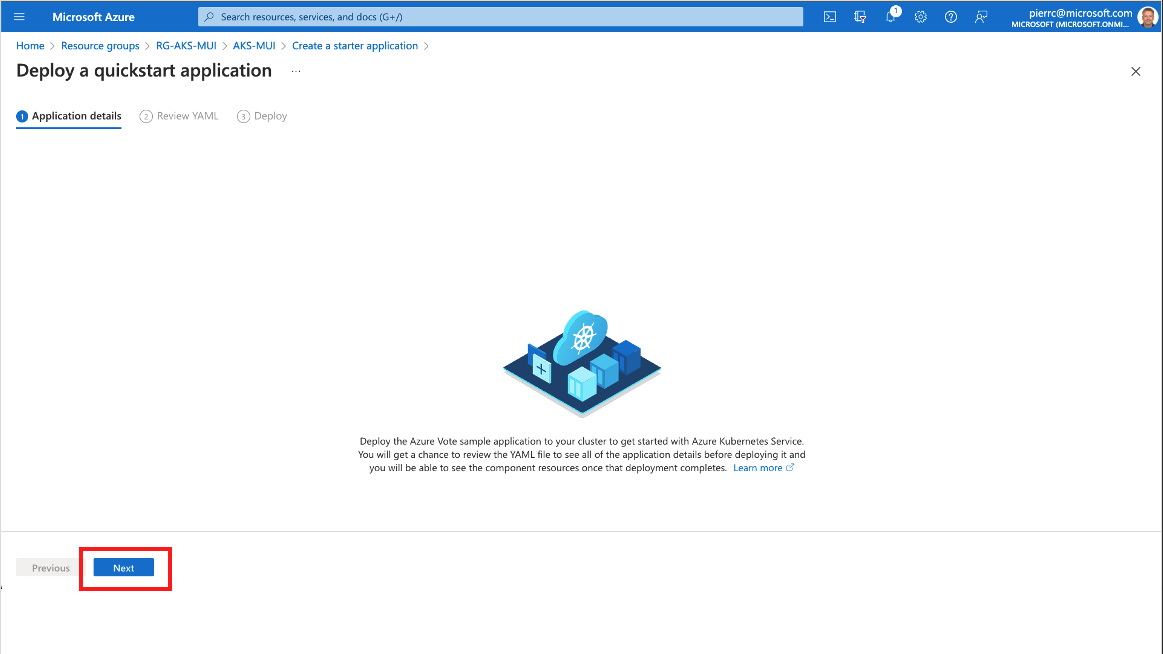 Microsoft Azure
Search resources, services, and docs (G+/)
1
pierrc@microsoft.com
MICROSOFT (MICROSOFT.ONMI...
Home > Resource groups > RG-AKS-MUI > AKS-MUI > Create a starter application >
Deploy a quickstart application ...
1 Application details
2 Review YAML
3 Deploy
Deploy the Azure Vote sample application to your cluster to get started with Azure Kubernetes Service.
You will get a chance to review the YAML file to see all of the application details before deploying it and
you will be able to see the component resources once that deployment completes. Learn more
Previous
Next